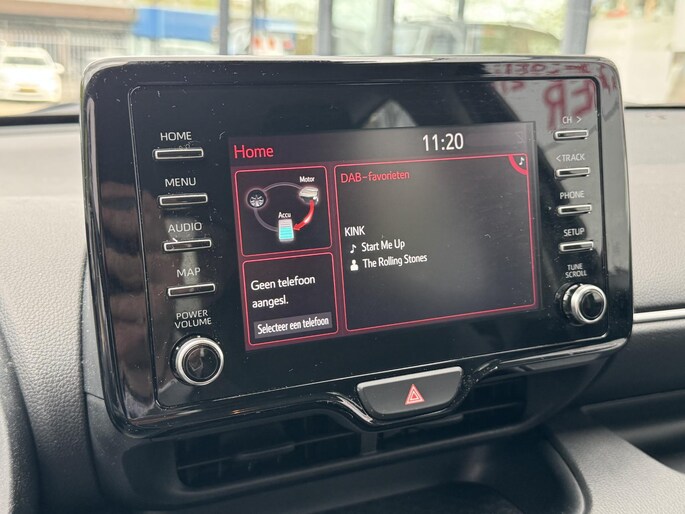 HOME
MENU
AUDIO
MAP
POWER
VOLUME
Home
11:20
Motor
Accu
Geen telefoon
aangesl.
Selecteer een telefoon
DAB-favorieten
KINK
Start Me Up
The Rolling Stones
CH >
< TRACK
PHONE
SETUP
TUNE
SCROLL